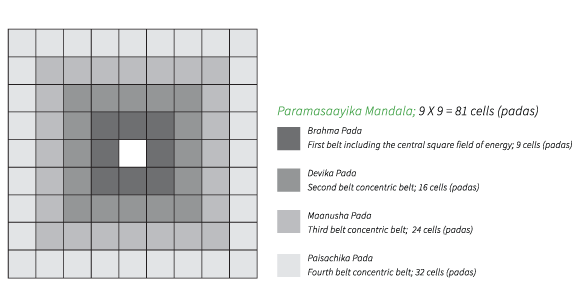 Paramasaayika Mandala; 9 X 9 = 81 cells (padas)
Brahma Pada
First belt including the central square field of energy; 9 cells (padas)
Devika Pada
Second belt concentric belt; 16 cells (padas)
Maanusha Pada
Third belt concentric belt; 24 cells (padas)
Paisachika Pada
Fourth belt concentric belt; 32 cells (padas)